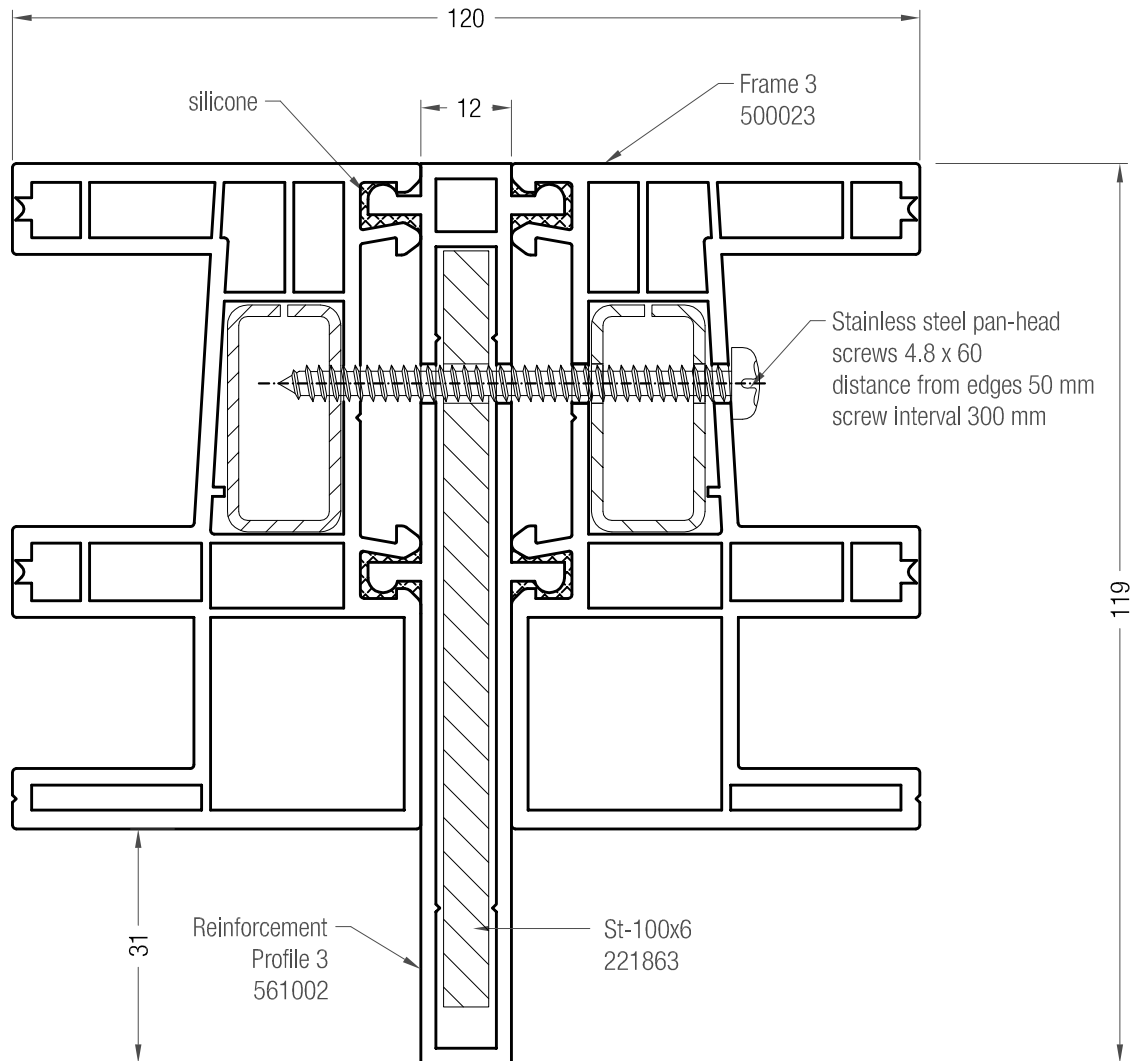 120
silicone
12
Frame 3
500023
Stainless steel pan-head
screws 4.8 x 60
distance from edges 50 mm
screw interval 300 mm
119
31
Reinforcement
Profile 3
561002
St-100x6
221863